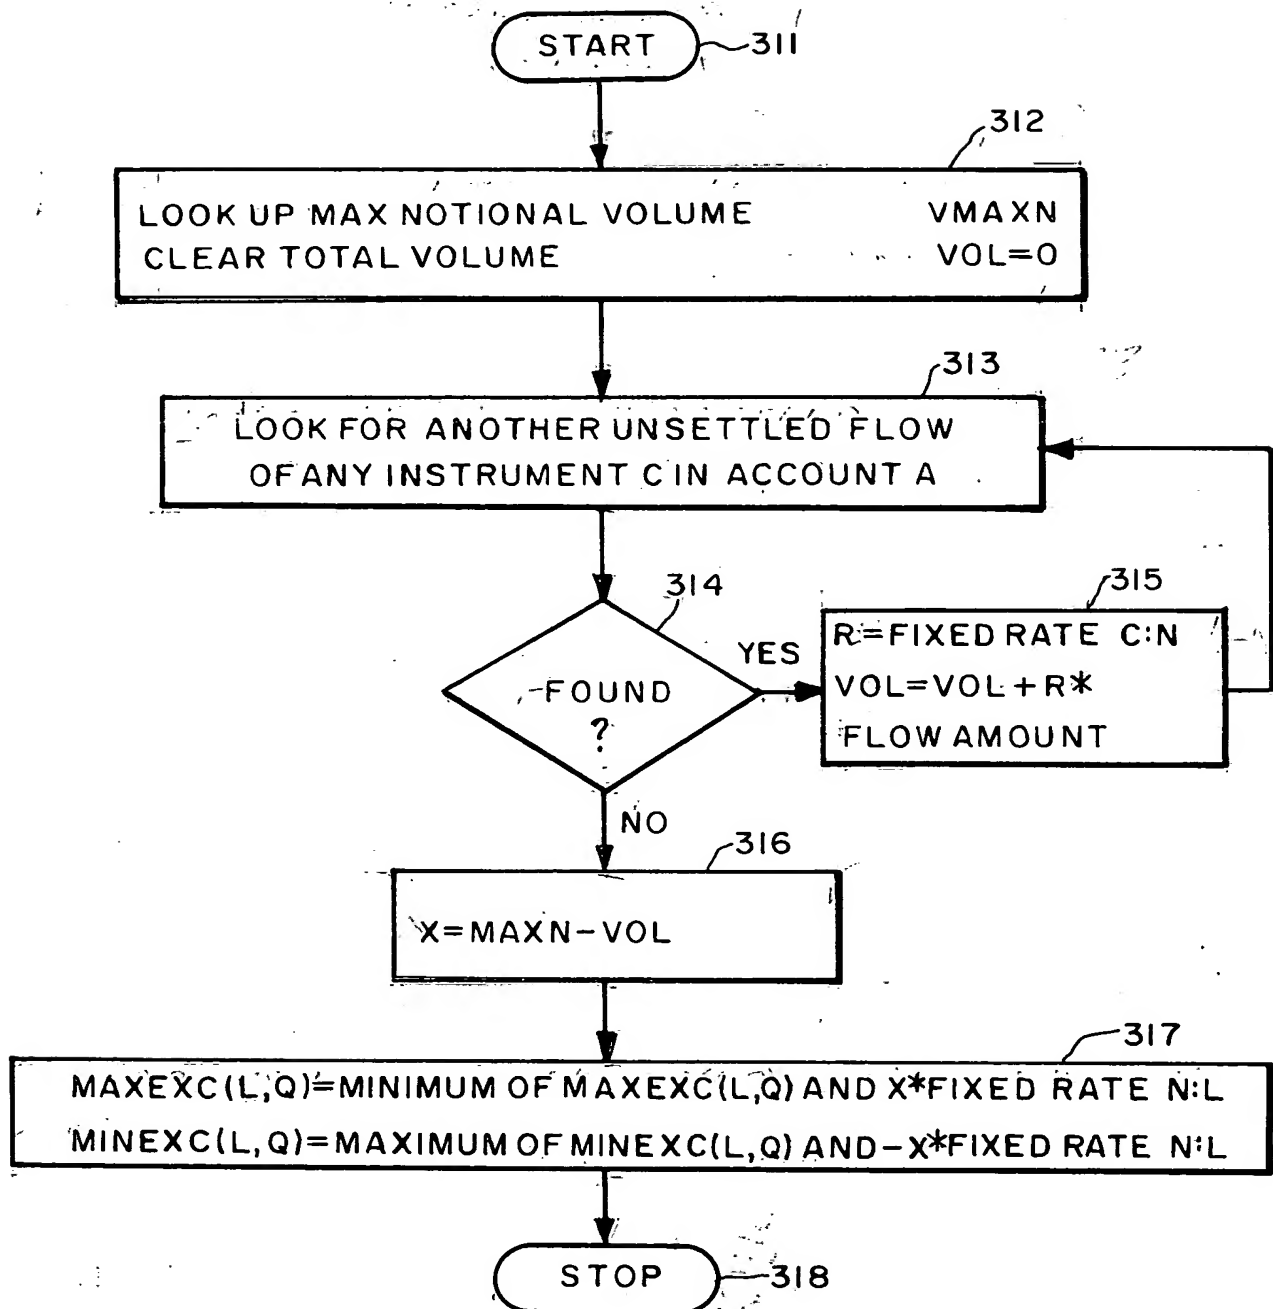 START 311
312
LOOK UP MAX NOTIONAL VOLUME VMAXN
CLEAR TOTAL VOLUME VOL=0
313
LOOK FOR ANOTHER UNSETTLED FLOW
OF ANY INSTRUMENT C IN ACCOUNT A
314
FOUND
?
YES
315
R=FIXED RATE C:N
VOL=VOL+R*
FLOW AMOUNT
NO
316
X=MAXN-VOL
317
MAXEXC(L,Q)=MINIMUM OF MAXEXC(L,Q) AND X*FIXED RATE N:L
MINEXC(L,Q)=MAXIMUM OF MINEXC(L,Q) AND-X*FIXED RATE N:L
STOP 318